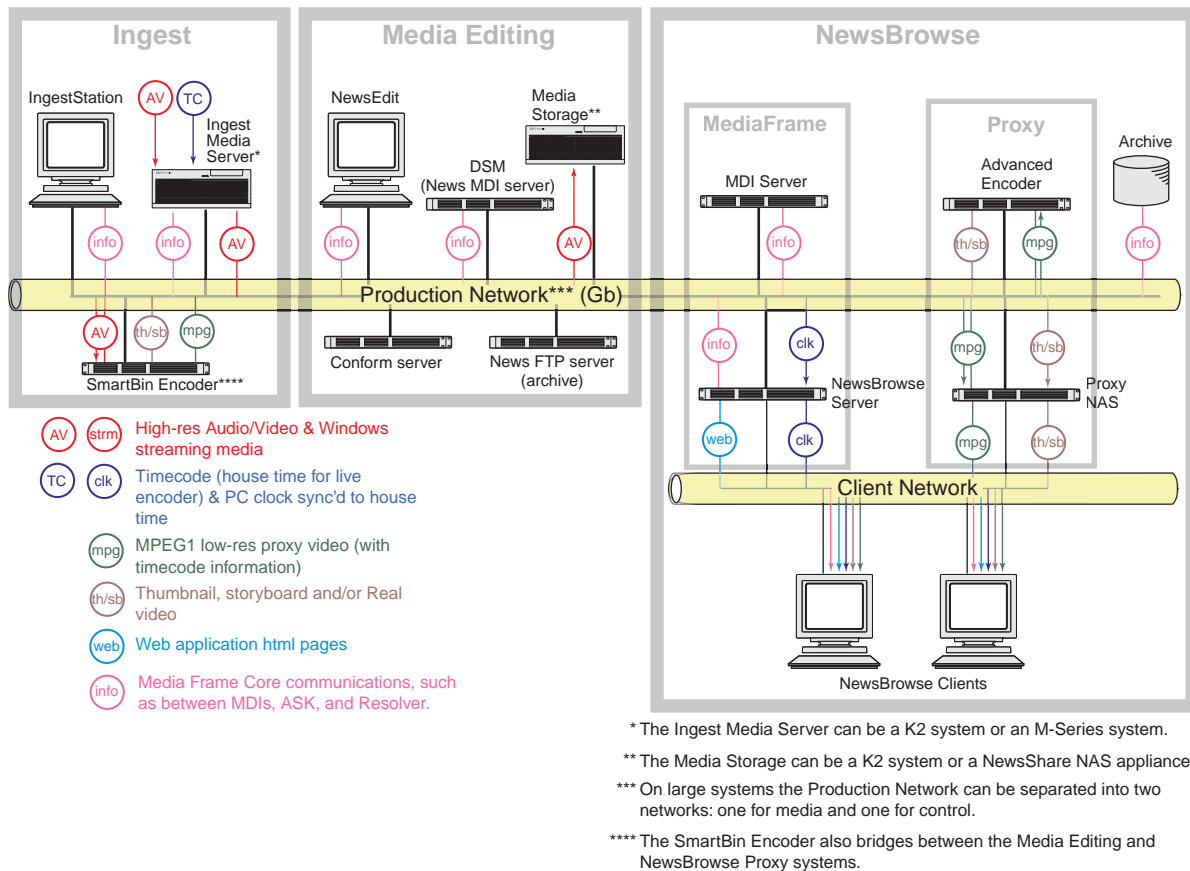 Ingest
Media Editing
NewsBrowse
IngestStation
AV
TC
Ingest
Media
Server*
info
info
AV
NewsEdit
Media
Storage**
DSM
(News MDI server)
info
info
AV
MediaFrame
MDI Server
info
Proxy
Advanced
Encoder
th/sb
mpg
Archive
info
Production Network*** (Gb)
AV
th/sb
mpg
SmartBin Encoder****
Conform server
News FTP server
(archive)
info
clk
NewsBrowse
Server
web
clk
mpg
th/sb
Proxy
NAS
mpg
th/sb
Client Network
NewsBrowse Clients
AV
strm
High-res Audio/Video & Windows
streaming media
TC
clk
Timecode (house time for live
encoder) & PC clock sync'd to house
time
mpg
MPEG1 low-res proxy video (with
timecode information)
th/sb
Thumbnail, storyboard and/or Real
video
web
Web application html pages
info
Media Frame Core communications, such
as between MDIs, ASK, and Resolver.
* The Ingest Media Server can be a K2 system or an M-Series system.
** The Media Storage can be a K2 system or a NewsShare NAS appliance
*** On large systems the Production Network can be separated into two
networks: one for media and one for control.
**** The SmartBin Encoder also bridges between the Media Editing and
NewsBrowse Proxy systems.